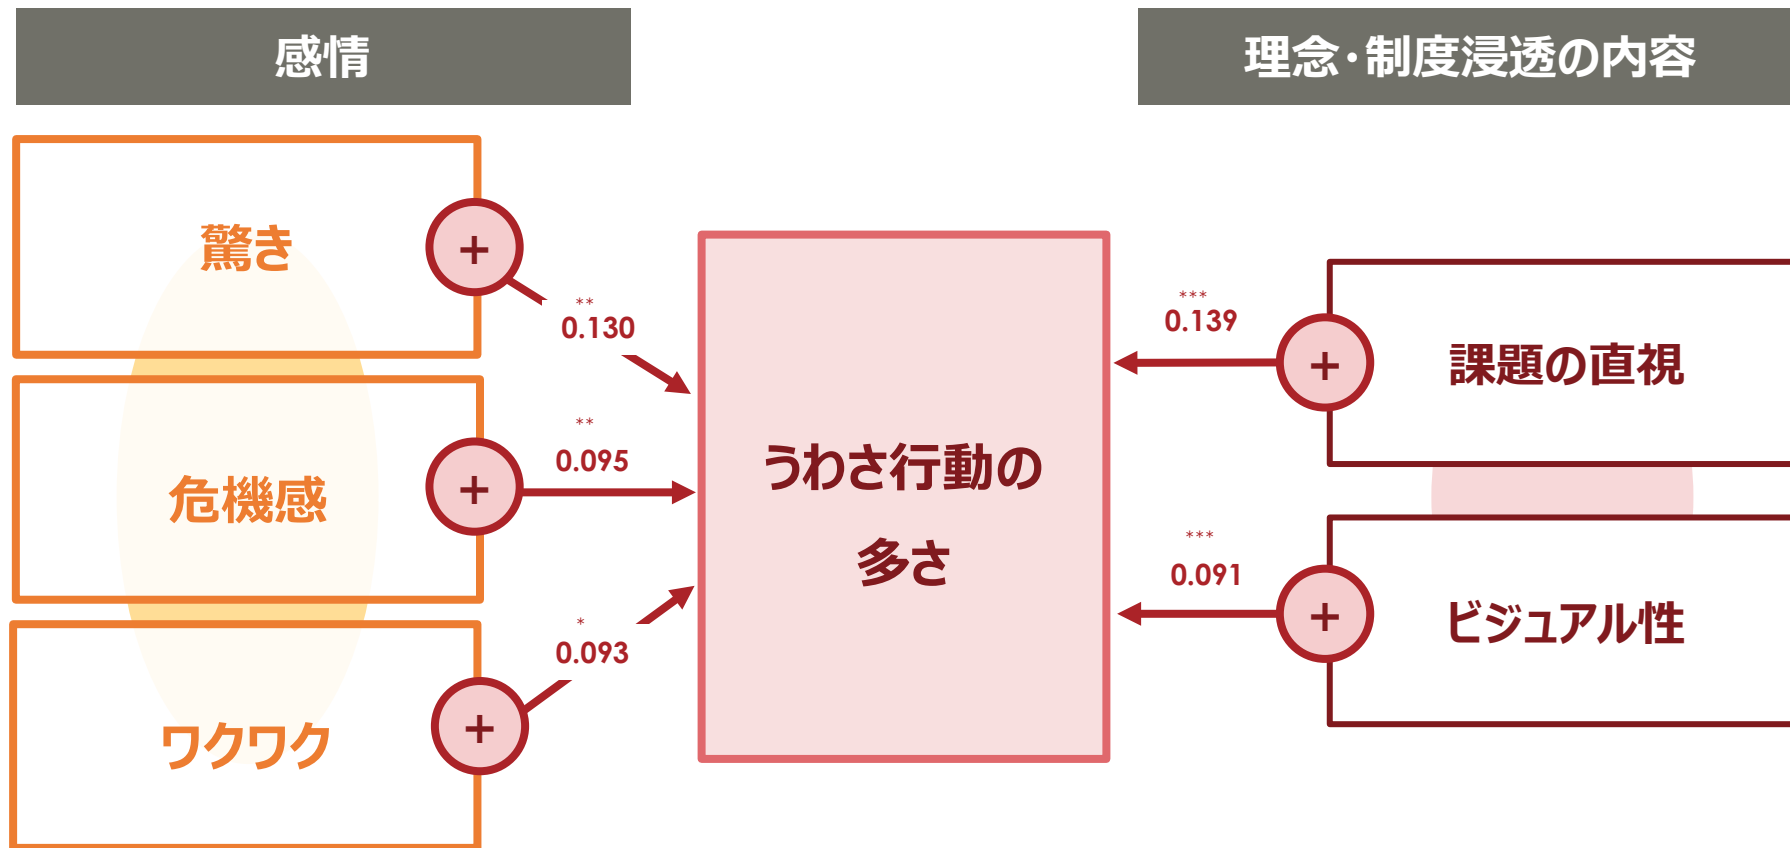 感情
理念・制度浸透の内容
驚き
+
**
0.130
危機感
+
**
0.095
ワクワク
+
*
0.093
うわさ行動の
多さ
***
0.139
+
課題の直視
***
0.091
+
ビジュアル性